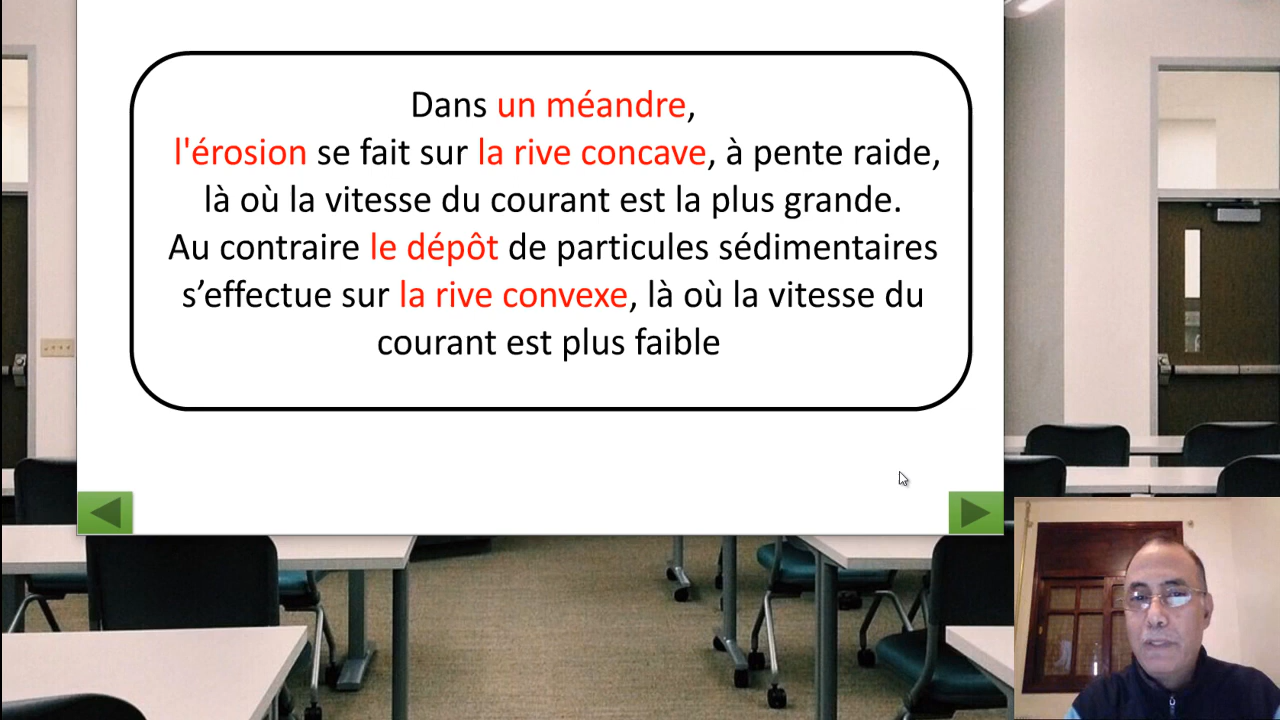 Dans un méandre,
l'érosion se fait sur la rive concave, à pente raide,
là où la vitesse du courant est la plus grande.
Au contraire le dépôt de particules sédimentaires
s’effectue sur la rive convexe, là où la vitesse du
courant est plus faible